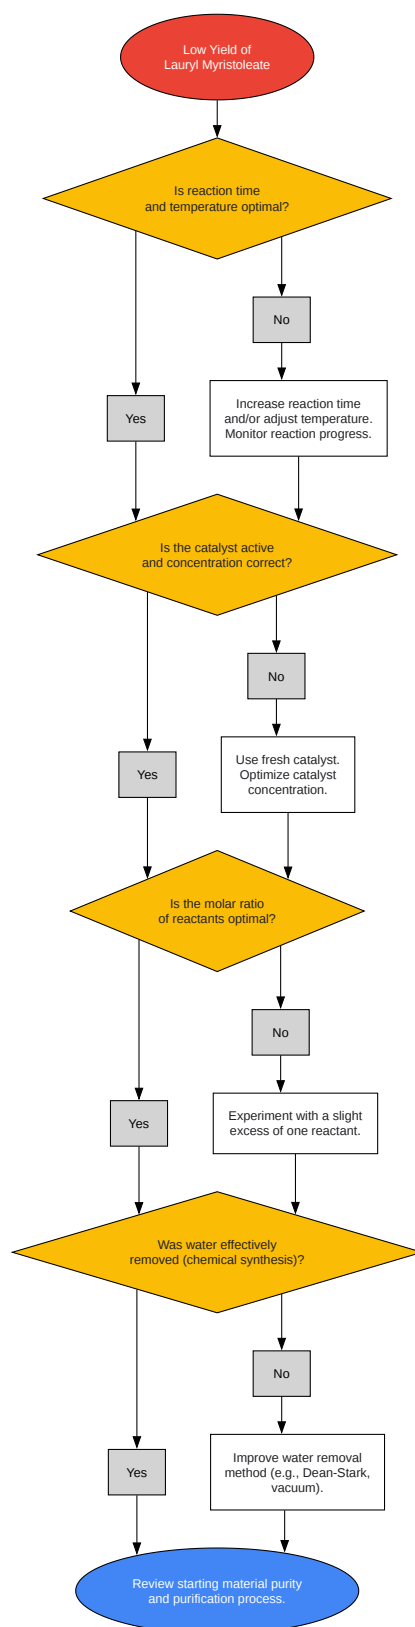 Low Yield of
Lauryl Myristoleate
Is reaction time
and temperature optimal?
No
Increase reaction time
and/or adjust temperature.
Monitor reaction progress.
Yes
Is the catalyst active
and concentration correct?
No
Use fresh catalyst.
Optimize catalyst
concentration.
Yes
Is the molar ratio
of reactants optimal?
No
Experiment with a slight
excess of one reactant.
Yes
Was water effectively
removed (chemical synthesis)?
No
Improve water removal
method (e.g., Dean-Stark,
vacuum).
Yes
Review starting material purity
and purification process.